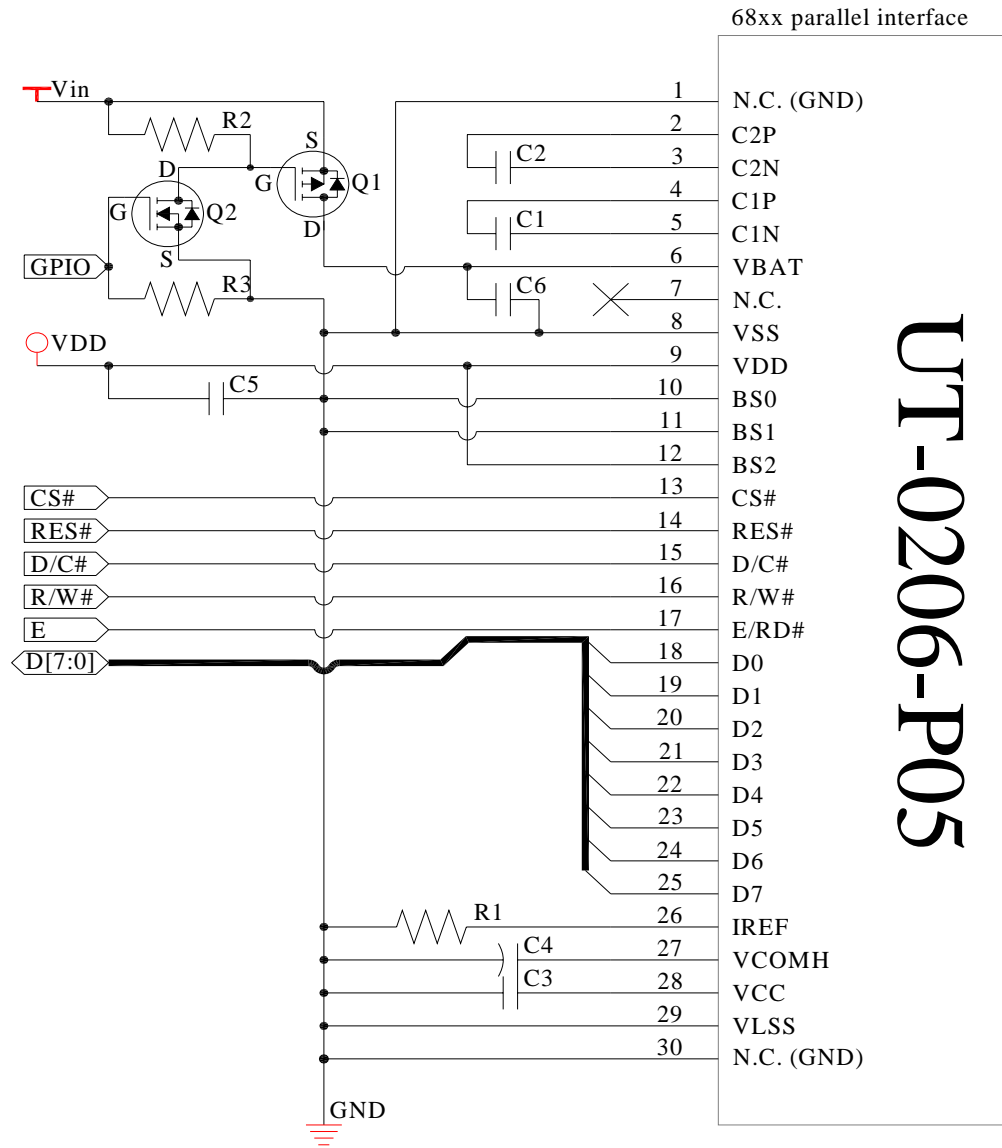 68xx parallel interface
Vin
R2
S
G
Q1
D
D
G
Q2
S
GPIO
R3
VDD
C5
C2
C1
C6
1 N.C. (GND)
2 C2P
3 C2N
4 C1P
5 C1N
6 VBAT
7 N.C.
8 VSS
9 VDD
10 BS0
11 BS1
12 BS2
CS# 13 CS#
RES# 14 RES#
D/C# 15 D/C#
R/W# 16 R/W#
E 17 E/RD#
D[7:0] 18 D0
19 D1
20 D2
21 D3
22 D4
23 D5
24 D6
25 D7
R1 26 IREF
C4 27 VCOMH
C3 28 VCC
29 VLSS
30 N.C. (GND)
GND
UT-0206-P05